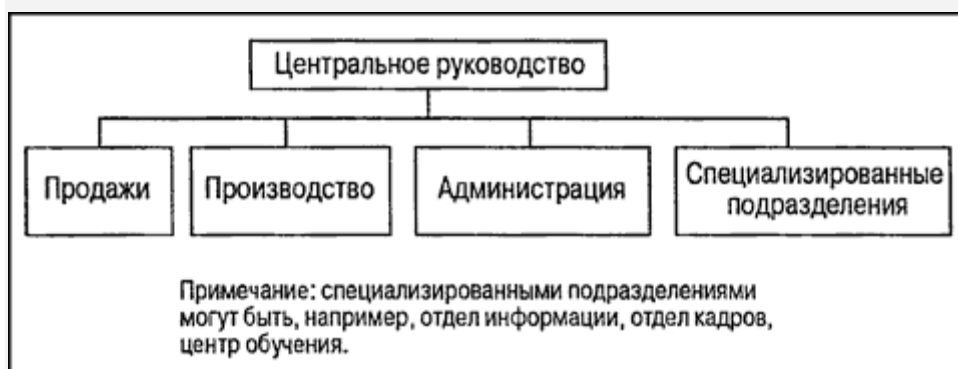 Центральное руководство
Продажи
Производство
Администрация
Специализированные
подразделения
Примечание: специализированными подразделениями
могут быть, например, отдел информации, отдел кадров,
центр обучения.